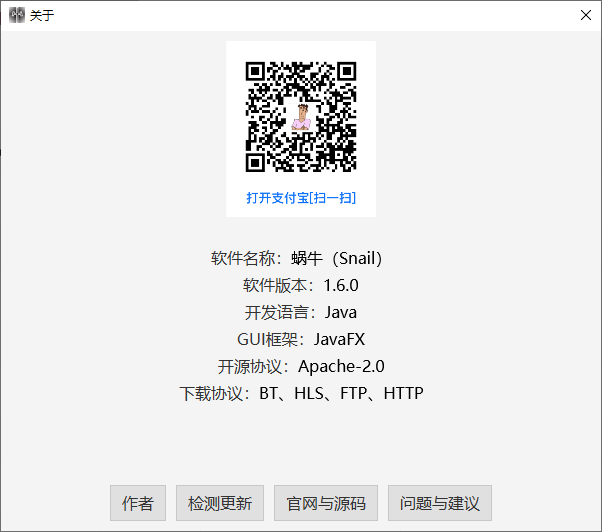 关于
打开支付宝[扫一扫]
软件名称：蜗牛（Snail）
软件版本：1.6.0
开发语言：Java
GUI框架：JavaFX
开源协议：Apache-2.0
下载协议：BT、HLS、FTP、HTTP
作者 检测更新 官网与源码 问题与建议